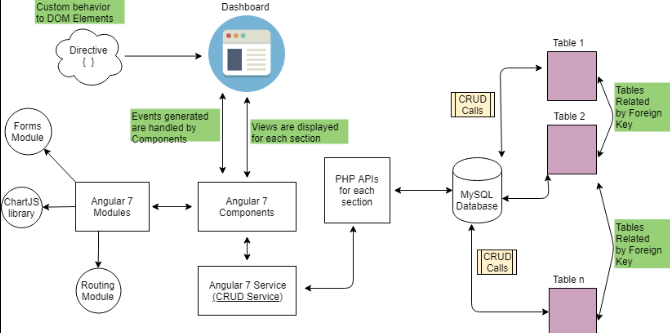 Custom behavior
to DOM Elements
Dashboard
Directive
{ }
Table 1
Tables
Related
by Foreign
Key
CRUD
Calls
Events generated
are handled by
Components
Views are displayed
for each section
Table 2
Forms
Module
PHP APIs
for each
section
MySQL
Database
ChartJS
library
Angular 7
Modules
Angular 7
Components
Tables
Related
by Foreign
Key
CRUD
Calls
Routing
Module
Angular 7 Service
(CRUD Service)
Table n